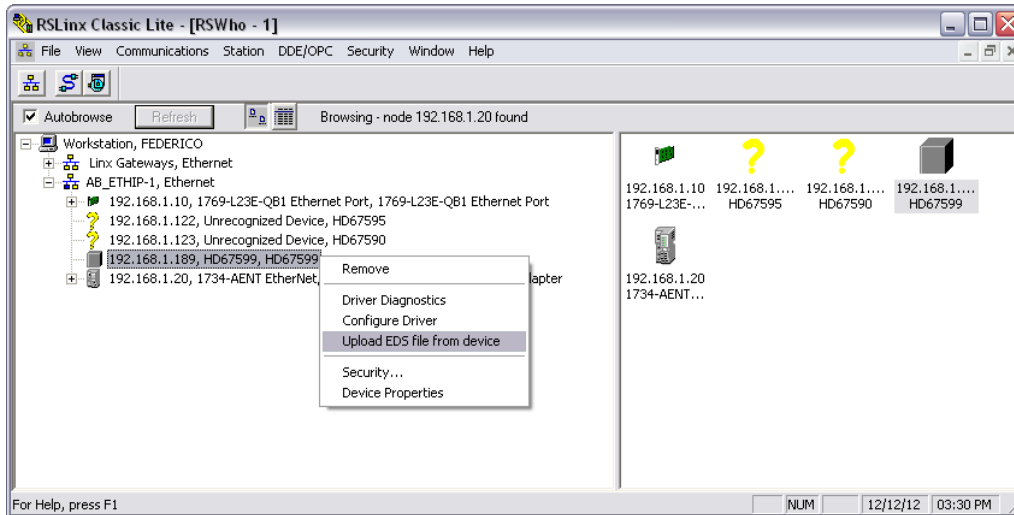 RSLinx Classic Lite - [RSWho - 1]
File View Communications Station DDE/OPC Security Window Help
Autobrowse Refresh Browsing - node 192.168.1.20 found
Workstation, FEDERICO
Linx Gateways, Ethernet
AB_ETHIP-1, Ethernet
192.168.1.10, 1769-L23E-QB1 Ethernet Port, 1769-L23E-QB1 Ethernet Port
192.168.1.122, Unrecognized Device, HD67595
192.168.1.123, Unrecognized Device, HD67590
192.168.1.189, HD67599, HD67599
192.168.1.20, 1734-AENT EtherNet, lapter
Remove
Driver Diagnostics
Configure Driver
Upload EDS file from device
Security...
Device Properties
192.168.1.10 192.168.1.... 192.168.1.... 192.168.1....
1769-L23E-... HD67595 HD67590 HD67599
192.168.1.20
1734-AENT...
For Help, press F1 NUM 12/12/12 03:30 PM